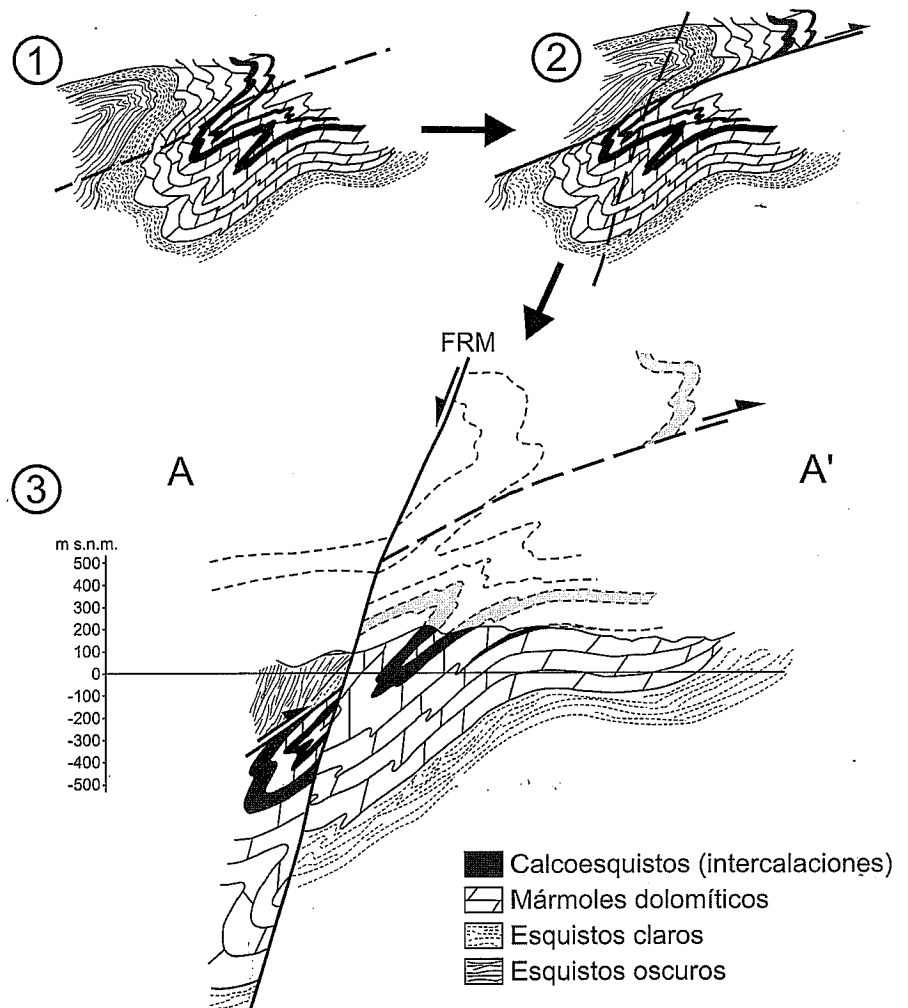 1
2
FRM
3
A
A'
m s.n.m.
500
400
300
200
100
0
-100
-200
-300
-400
-500
Calcoesquistos (intercalaciones)
Mármoles dolomíticos
Esquistos claros
Esquistos oscuros